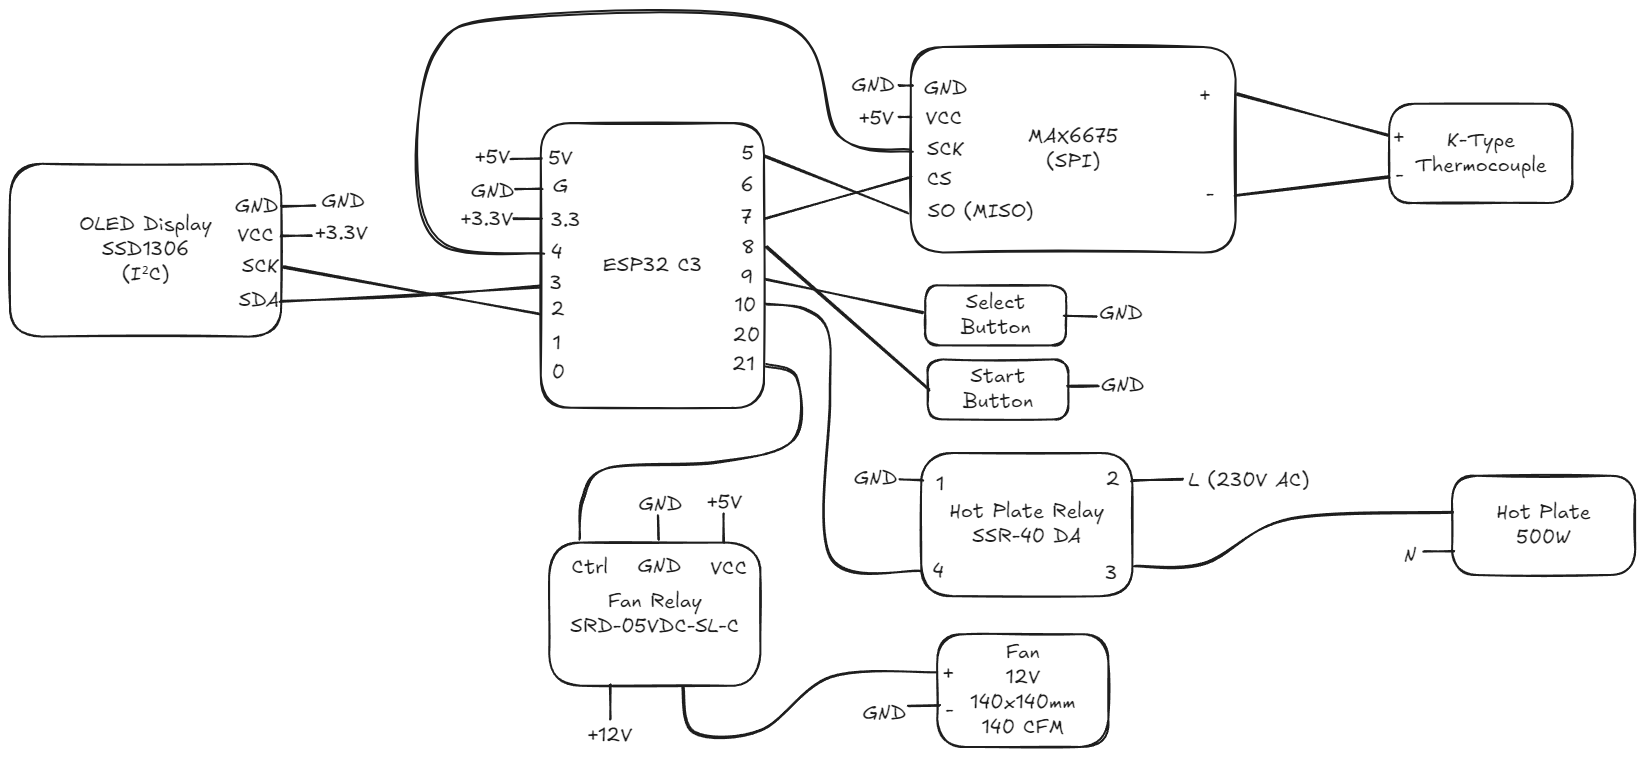 OLED Display
SSD1306
(I²C)
GND
VCC
SCK
SDA
GND
+3.3V
+5V
GND
+3.3V
5V
G
3.3
4
3
2
1
0
ESP32 C3
5
6
7
8
9
10
20
21
GND
+5V
GND
VCC
SCK
CS
SO (MISO)
MAX6675
(SPI)
+
-
+
-
K-Type
Thermocouple
Select
Button
GND
Start
Button
GND
GND
1
2
L (230V AC)
Hot Plate Relay
SSR-40 DA
4
3
Hot Plate
500W
N
GND
+5V
Ctrl
GND
VCC
Fan Relay
SRD-05VDC-SL-C
+12V
Fan
12V
140x140mm
140 CFM
+
-
GND